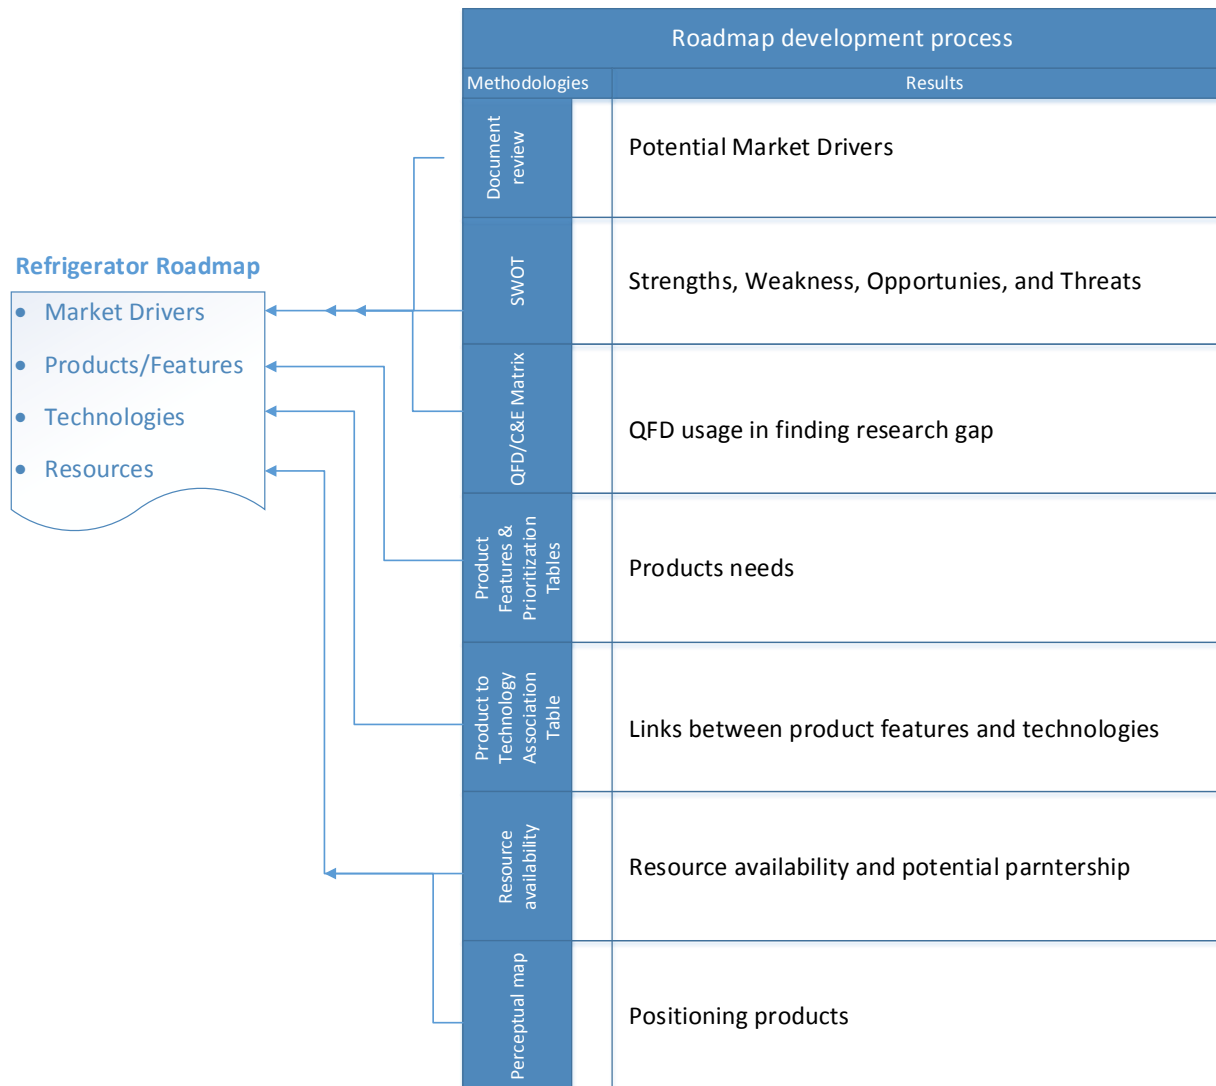 Roadmap development process
Methodologies
Results
Document
review
Potential Market Drivers
SWOT
Strengths, Weakness, Opportunies, and Threats
QFD/C&E Matrix
QFD usage in finding research gap
Product
Features &
Prioritization
Tables
Products needs
Product to
Technology
Association
Table
Links between product features and technologies
Resource
availability
Resource availability and potential parntership
Perceptual map
Positioning products
Refrigerator Roadmap
• Market Drivers
• Products/Features
• Technologies
• Resources